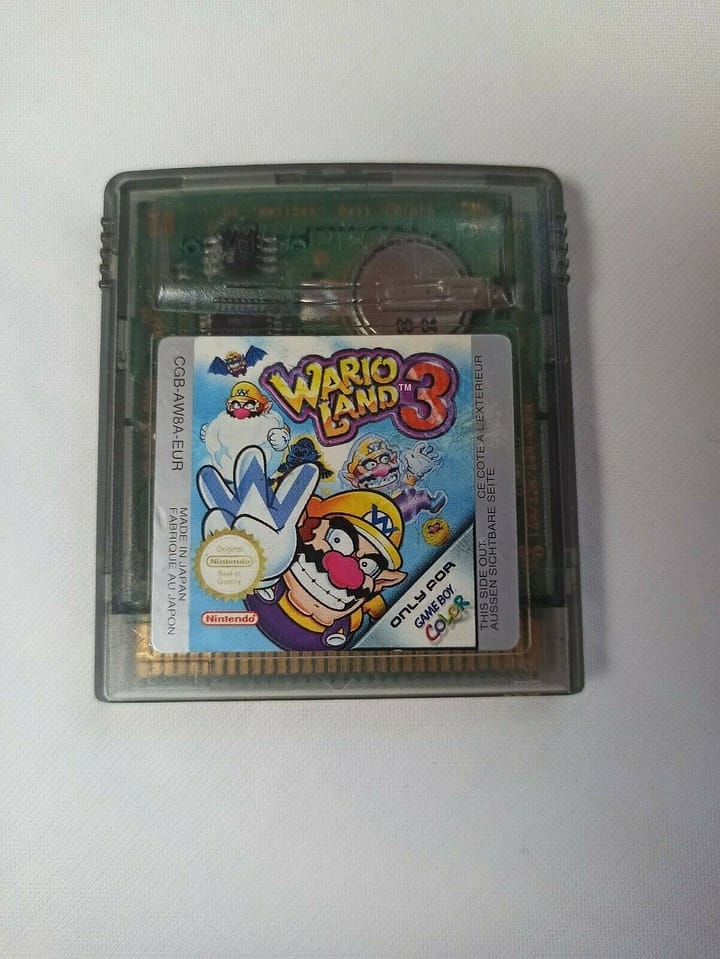 WARIO
LAND™ 3
CGB-AW8A-EUR
MADE IN JAPAN
FABRIQUE AU JAPON
W
W
Original
Nintendo
Seal of
Quality
Nintendo
ONLY FOR
GAME BOY
COLOR
THIS SIDE OUT. CE COTE A L'EXTERIEUR
AUSSEN SICHTBARE SEITE